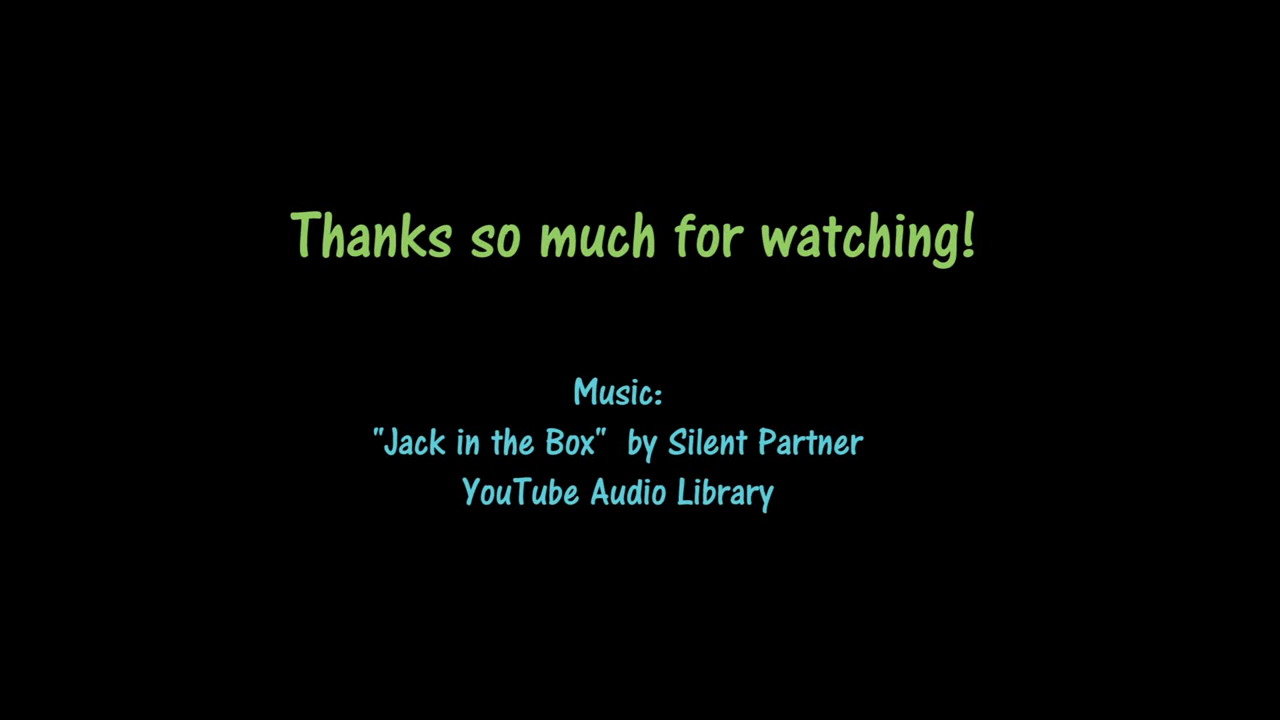 Thanks so much for watching!
Music:
"Jack in the Box" by Silent Partner
YouTube Audio Library